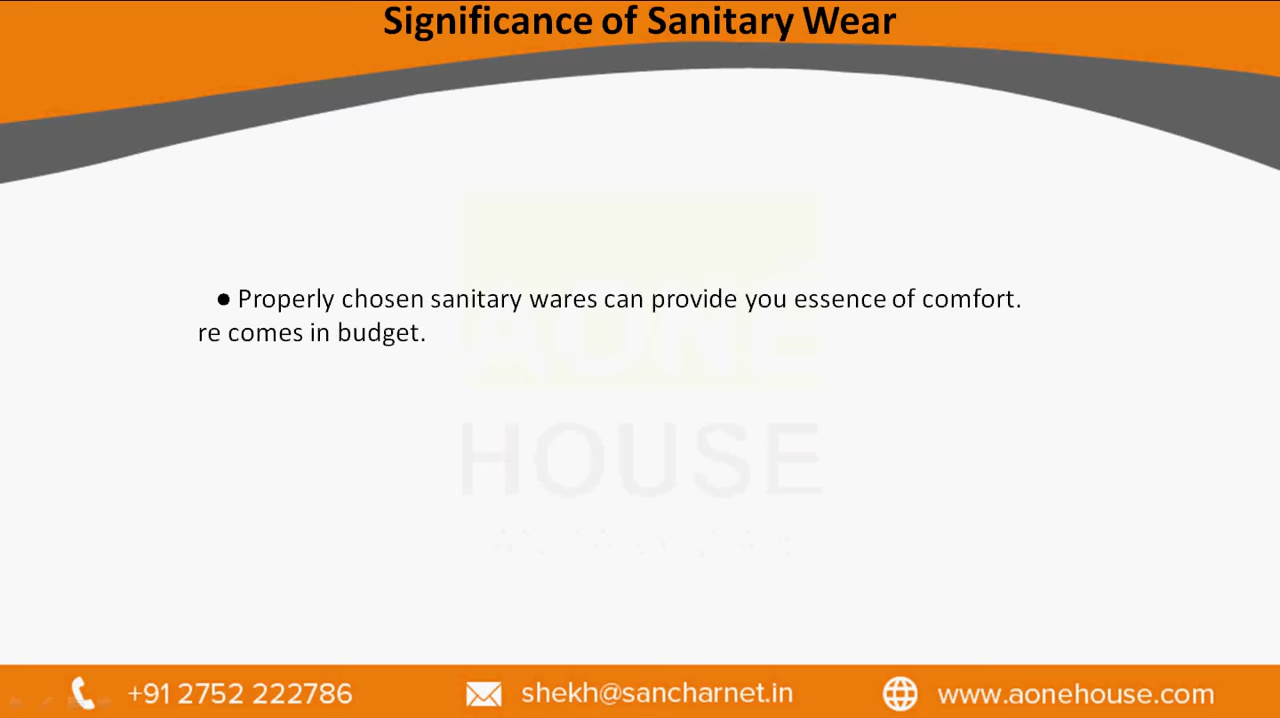 Significance of Sanitary Wear
● Properly chosen sanitary wares can provide you essence of comfort.
re comes in budget.
AONE
HOUSE
+91 2752 222786
shekh@sancharnet.in
www.aonehouse.com